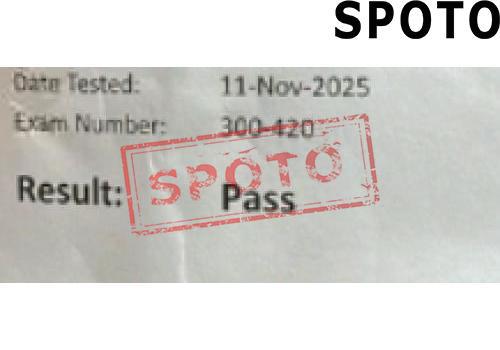 SPOTO
Date Tested: 11-Nov-2025
Exam Number: 300-420
SPOTO
Result: Pass